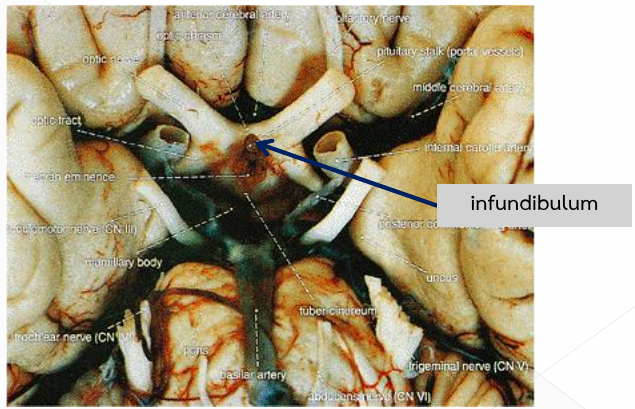 anterior cerebral artery
olfactory nerve
optic chiasm
pituitary stalk (portal vessels)
optic nerve
middle cerebral artery
optic tract
internal carotid artery
median eminence
infundibulum
oculomotor nerve (CN III)
posterior
mamillary body
uncus
tuber cinereum
trochlear nerve (CN IV)
pons
trigeminal nerve (CN V)
basilar artery
abducens nerve (CN VI)